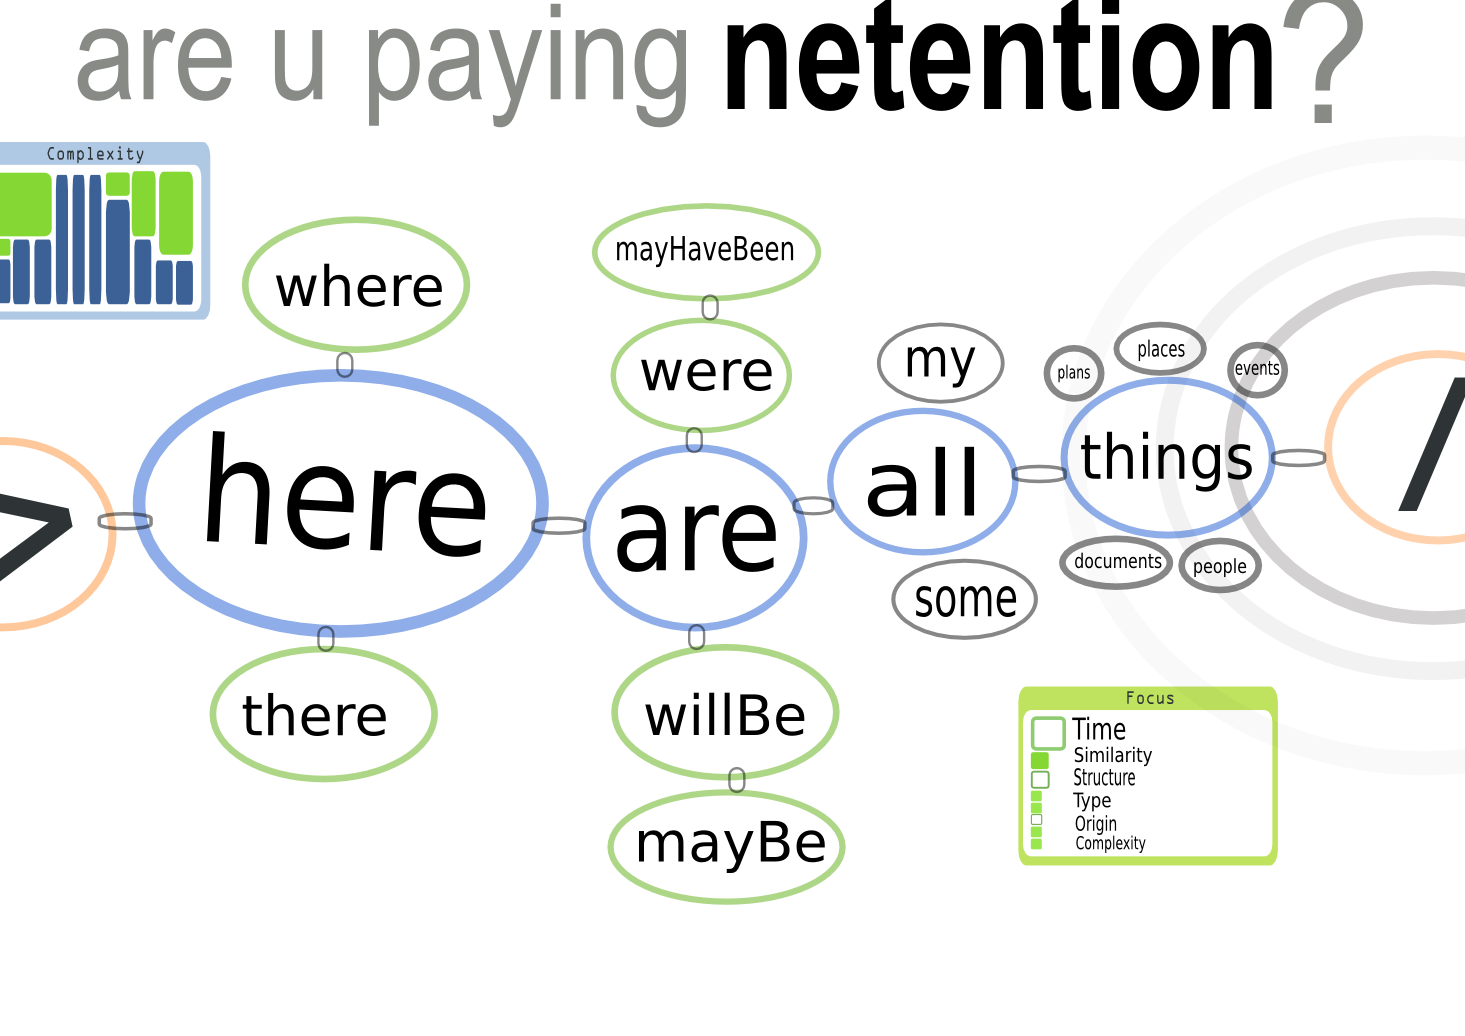 are u paying netention?
Complexity
where
mayHaveBeen
were
my
plans
places
events
>
here
are
all
things
/
some
documents
people
there
willBe
mayBe
Focus
Time
Similarity
Structure
Type
Origin
Complexity